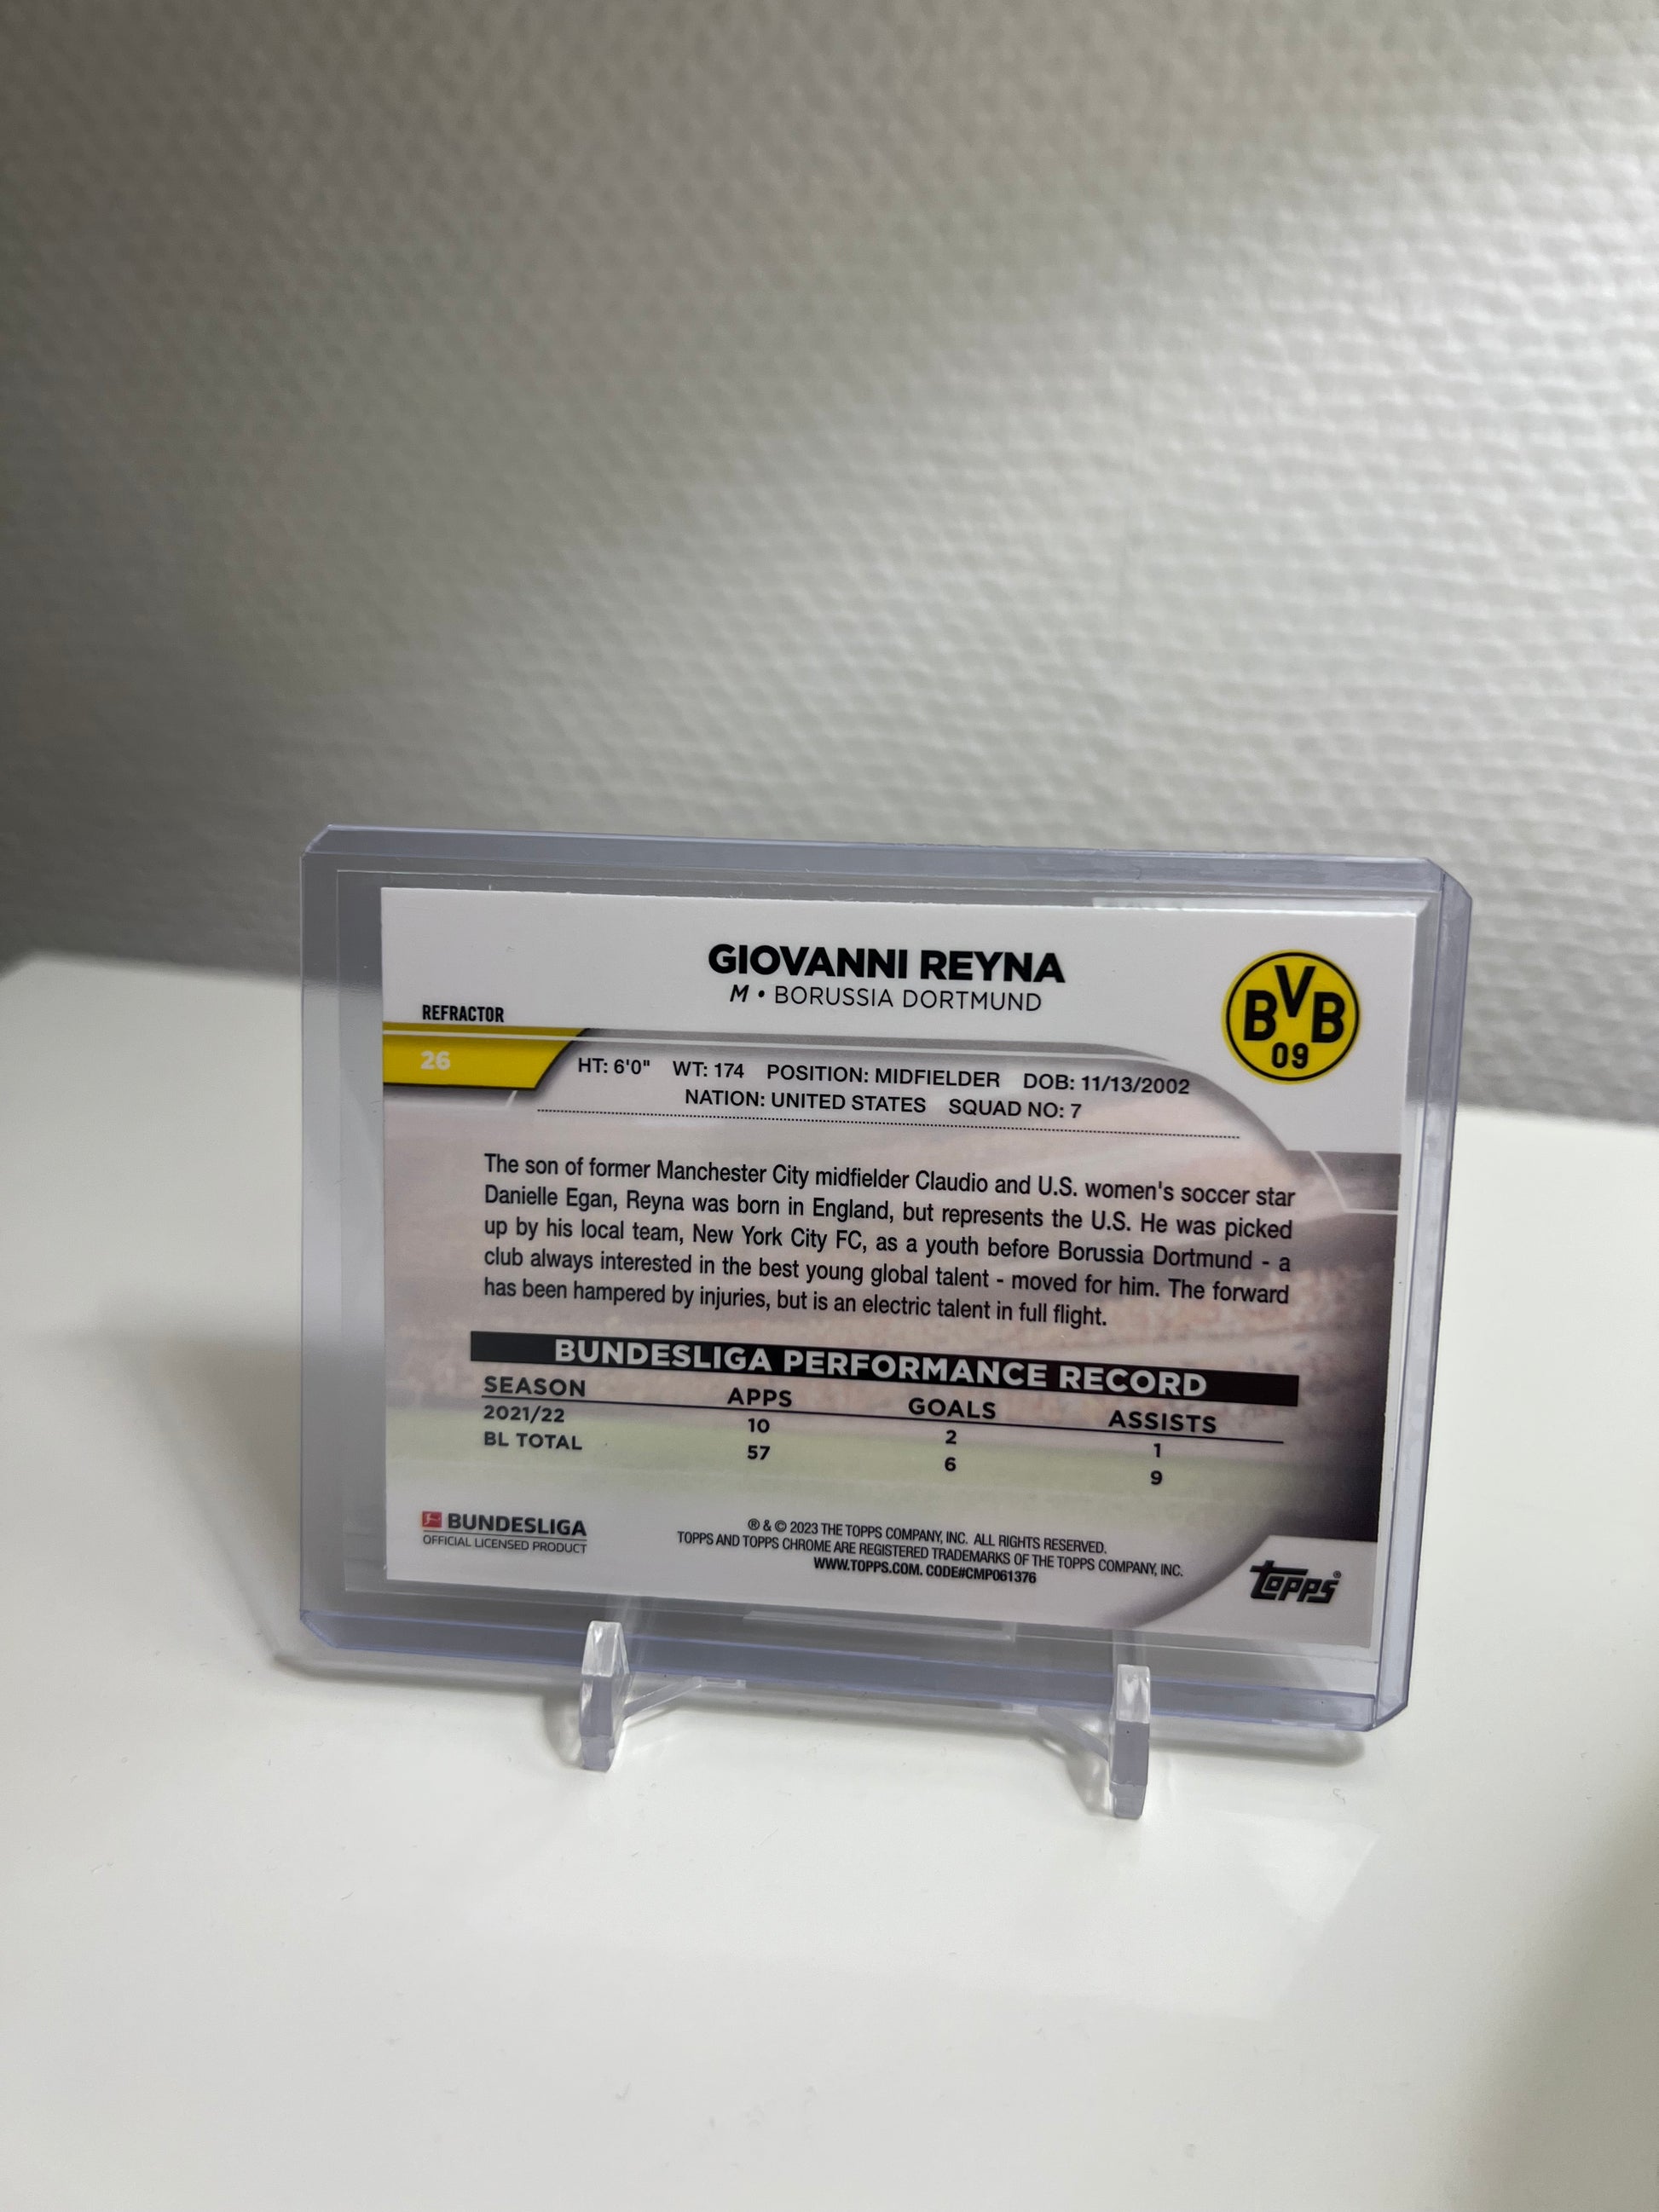 GIOVANNI REYNA
M • BORUSSIA DORTMUND
BVB
09
REFRACTOR
26
HT: 6'0" WT: 174 POSITION: MIDFIELDER DOB: 11/13/2002
NATION: UNITED STATES SQUAD NO: 7
The son of former Manchester City midfielder Claudio and U.S. women's soccer star
Danielle Egan, Reyna was born in England, but represents the U.S. He was picked
up by his local team, New York City FC, as a youth before Borussia Dortmund - a
club always interested in the best young global talent - moved for him. The forward
has been hampered by injuries, but is an electric talent in full flight.
BUNDESLIGA PERFORMANCE RECORD
SEASON APPS GOALS ASSISTS
2021/22 10 2 1
BL TOTAL 57 6 9
BUNDESLIGA
OFFICIAL LICENSED PRODUCT
® & © 2023 THE TOPPS COMPANY, INC. ALL RIGHTS RESERVED.
TOPPS AND TOPPS CHROME ARE REGISTERED TRADEMARKS OF THE TOPPS COMPANY, INC.
WWW.TOPPS.COM. CODE#CMP061376
topps®